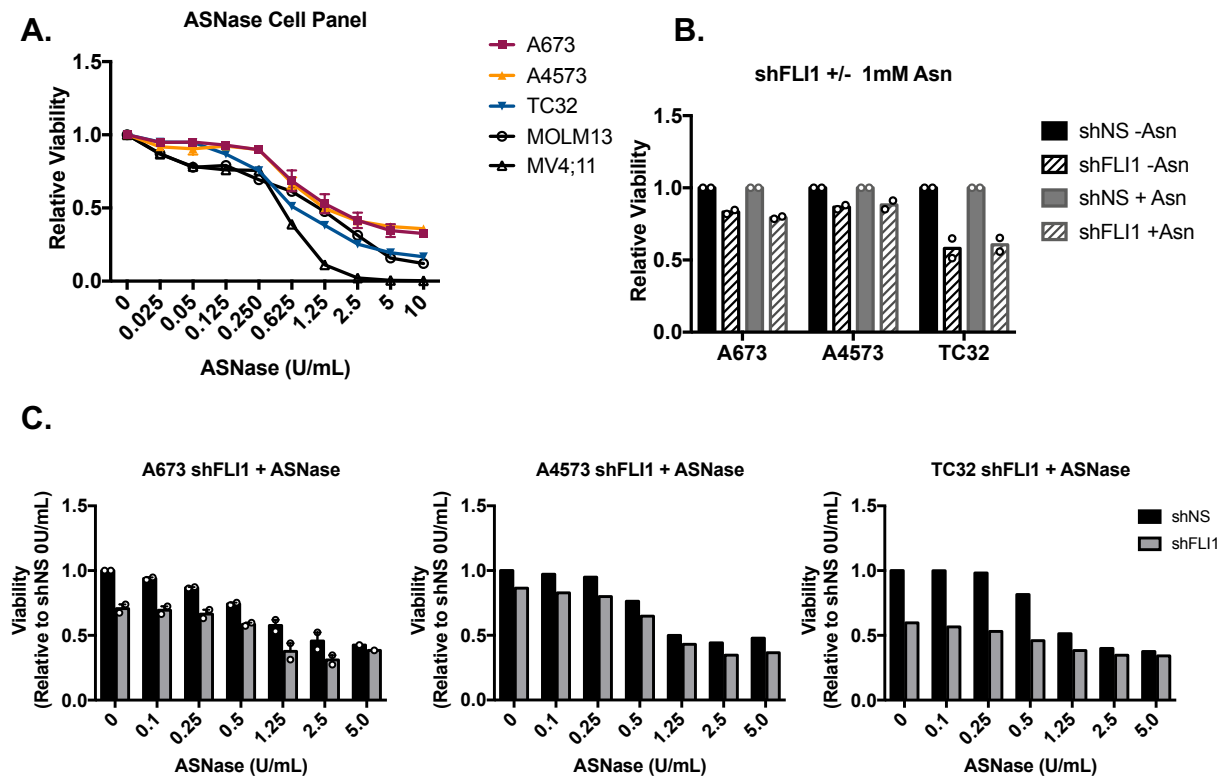 A.
ASNase Cell Panel
Relative Viability
1.5
1.0
0.5
0.0
0
0.025
0.05
0.125
0.250
0.625
1.25
2.5
5
10
ASNase (U/mL)
A673
A4573
TC32
MOLM13
MV4;11
B.
shFLI1 +/- 1mM Asn
Relative Viability
1.5
1.0
0.5
0.0
A673
A4573
TC32
shNS -Asn
shFLI1 -Asn
shNS + Asn
shFLI1 +Asn
C.
A673 shFLI1 + ASNase
Viability
(Relative to shNS 0U/mL)
1.5
1.0
0.5
0.0
0
0.1
0.25
0.5
1.25
2.5
5.0
ASNase (U/mL)
A4573 shFLI1 + ASNase
Viability
(Relative to shNS 0U/mL)
1.5
1.0
0.5
0.0
0
0.1
0.25
0.5
1.25
2.5
5.0
ASNase (U/mL)
TC32 shFLI1 + ASNase
Viability
(Relative to shNS 0U/mL)
1.5
1.0
0.5
0.0
0
0.1
0.25
0.5
1.25
2.5
5.0
ASNase (U/mL)
shNS
shFLI1